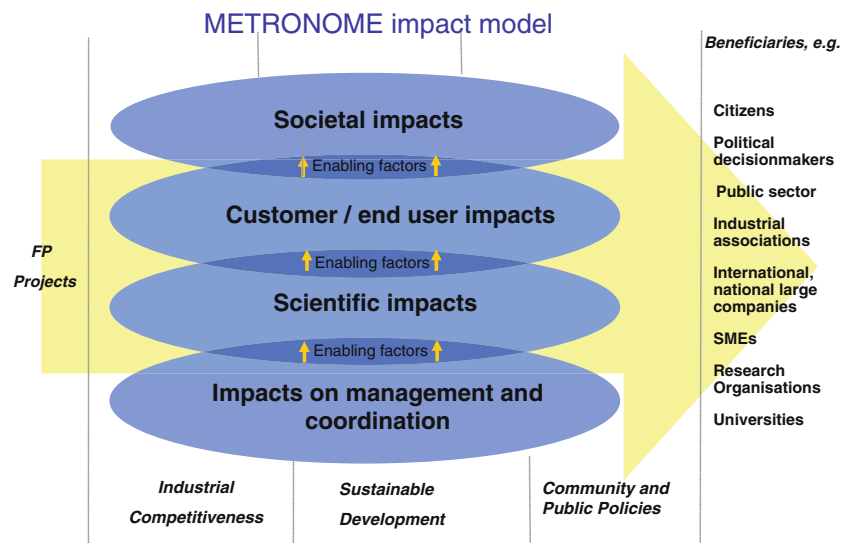 METRONOME impact model
Beneficiaries, e.g.
Societal impacts
Enabling factors
Customer / end user impacts
Enabling factors
Scientific impacts
Enabling factors
Impacts on management and
coordination
FP
Projects
Citizens
Political
decisionmakers
Public sector
Industrial
associations
International,
national large
companies
SMEs
Research
Organisations
Universities
Industrial
Competitiveness
Sustainable
Development
Community and
Public Policies